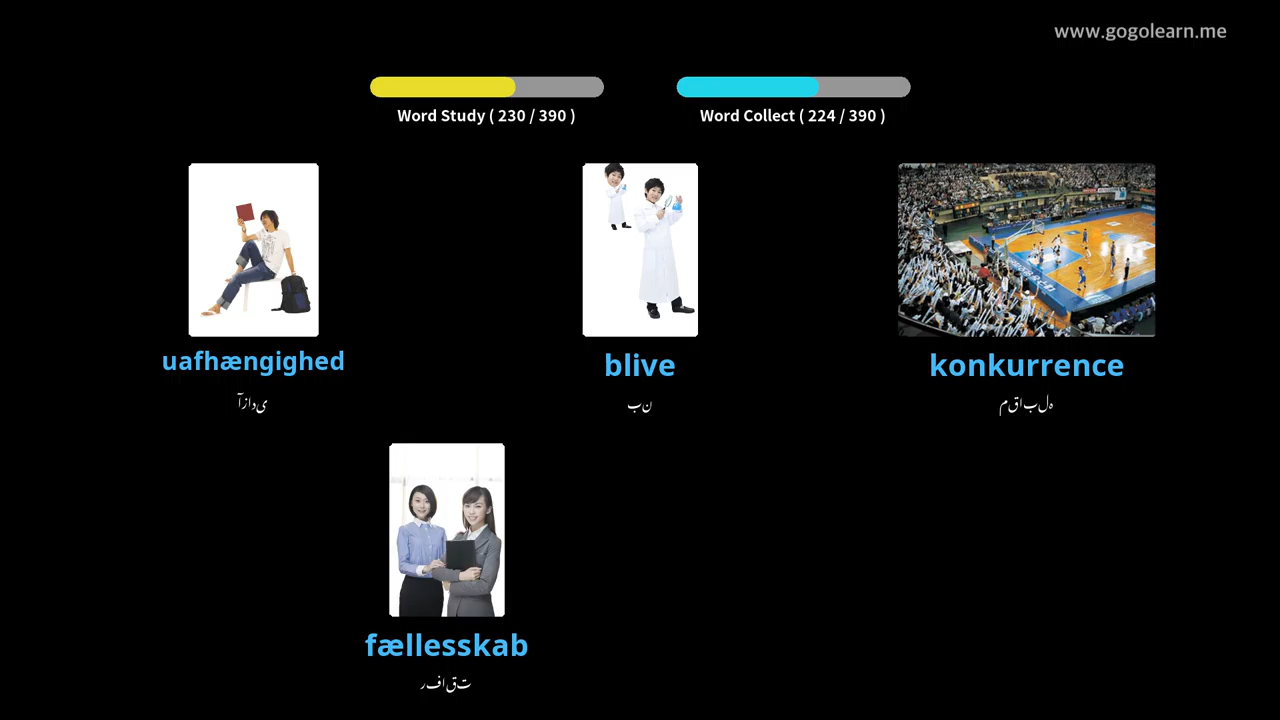 www.gogolearn.me
Word Study ( 230 / 390 )
Word Collect ( 224 / 390 )
uafhængighed
آزادی
blive
بن
konkurrence
مقابلہ
fællesskab
رفاقت